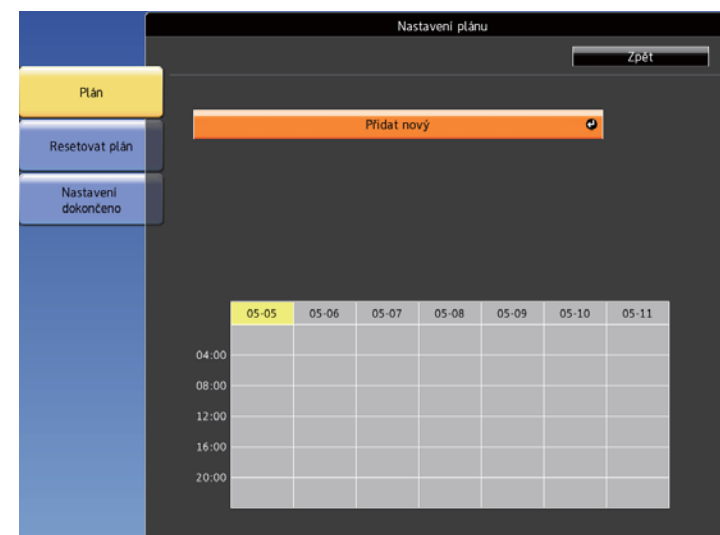 Nastavení plánu
Zpět
Plán
Přidat nový
Resetovat plán
Nastavení
dokončeno
05-05 05-06 05-07 05-08 05-09 05-10 05-11
04:00
08:00
12:00
16:00
20:00